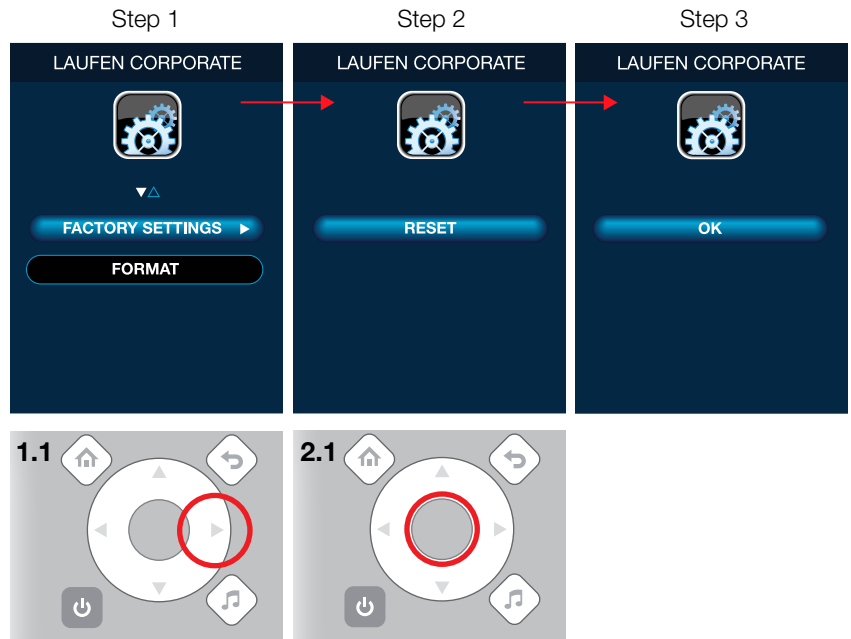 Step 1
Step 2
Step 3
LAUFEN CORPORATE
LAUFEN CORPORATE
LAUFEN CORPORATE
FACTORY SETTINGS
FORMAT
RESET
OK
1.1
2.1